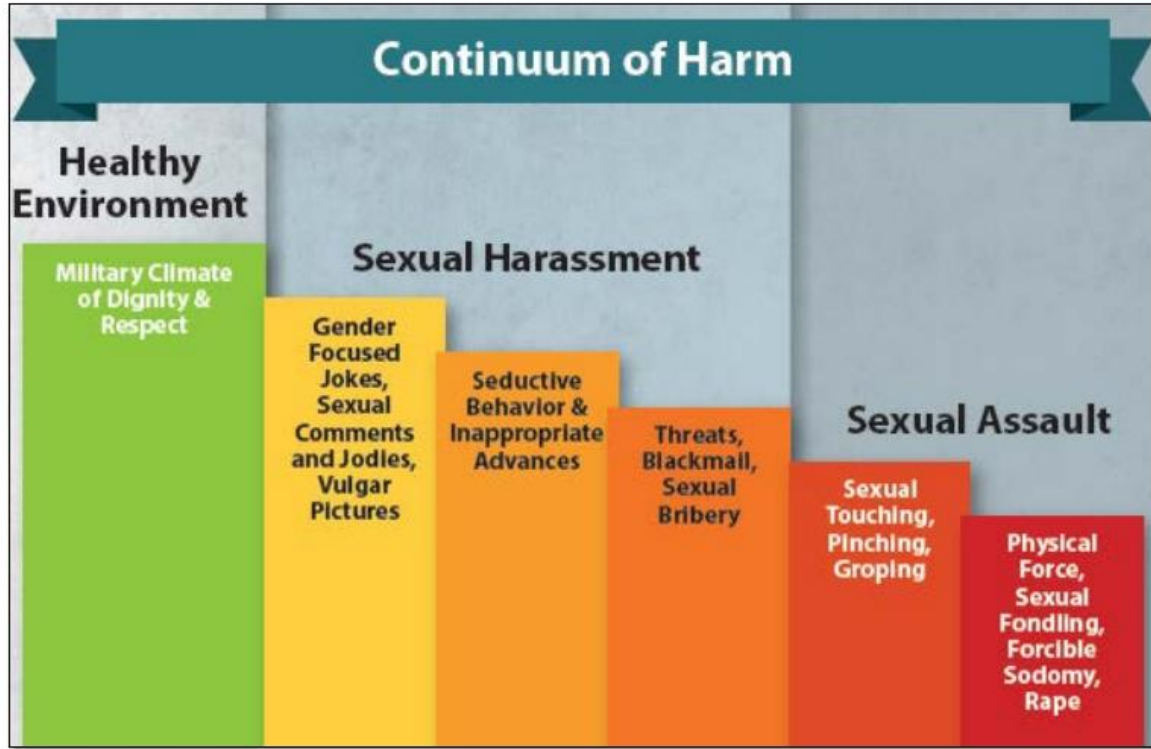 Continuum of Harm
Healthy
Environment
Military Climate
of Dignity &
Respect
Sexual Harassment
Gender
Focused
Jokes,
Sexual
Comments
and Jodies,
Vulgar
Pictures
Seductive
Behavior &
Inappropriate
Advances
Threats,
Blackmail,
Sexual
Bribery
Sexual Assault
Sexual
Touching,
Pinching,
Groping
Physical
Force,
Sexual
Fondling,
Forcible
Sodomy,
Rape